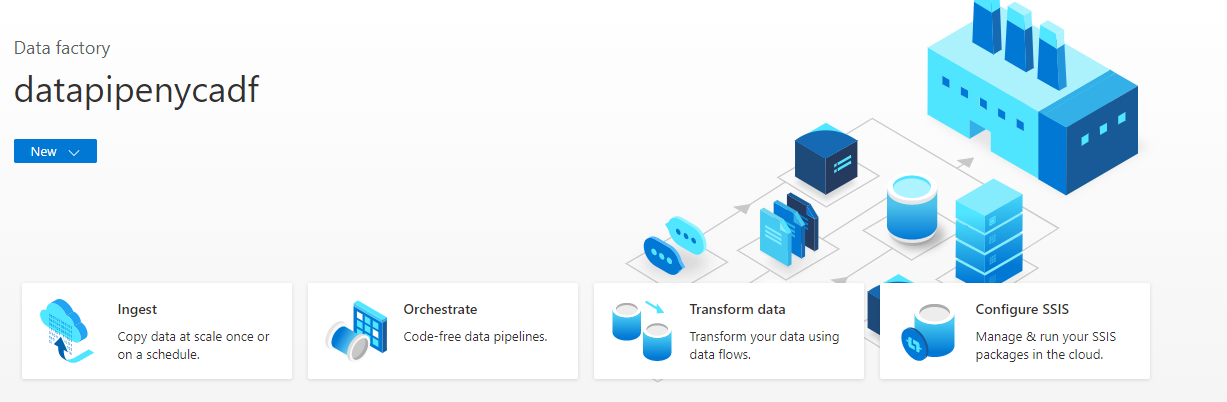 Data factory
datapipenycadf
New
Ingest
Copy data at scale once or
on a schedule.
Orchestrate
Code-free data pipelines.
Transform data
Transform your data using
data flows.
Configure SSIS
Manage & run your SSIS
packages in the cloud.